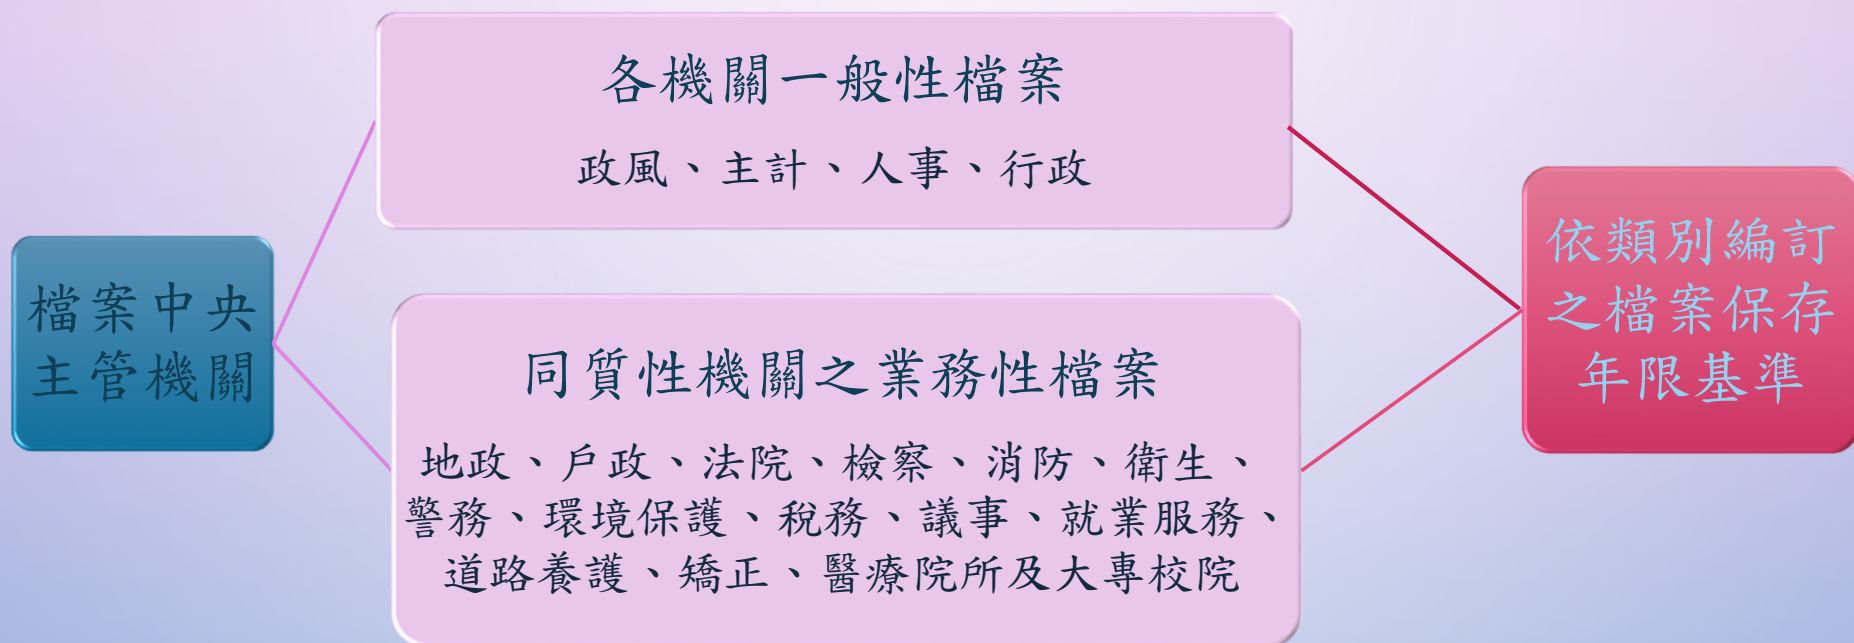 檔案中央
主管機關
各機關一般性檔案
政風、主計、人事、行政
同質性機關之業務性檔案
地政、戶政、法院、檢察、消防、衛生、
警務、環境保護、稅務、議事、就業服務、
道路養護、矯正、醫療院所及大專校院
依類別編訂
之檔案保存
年限基準